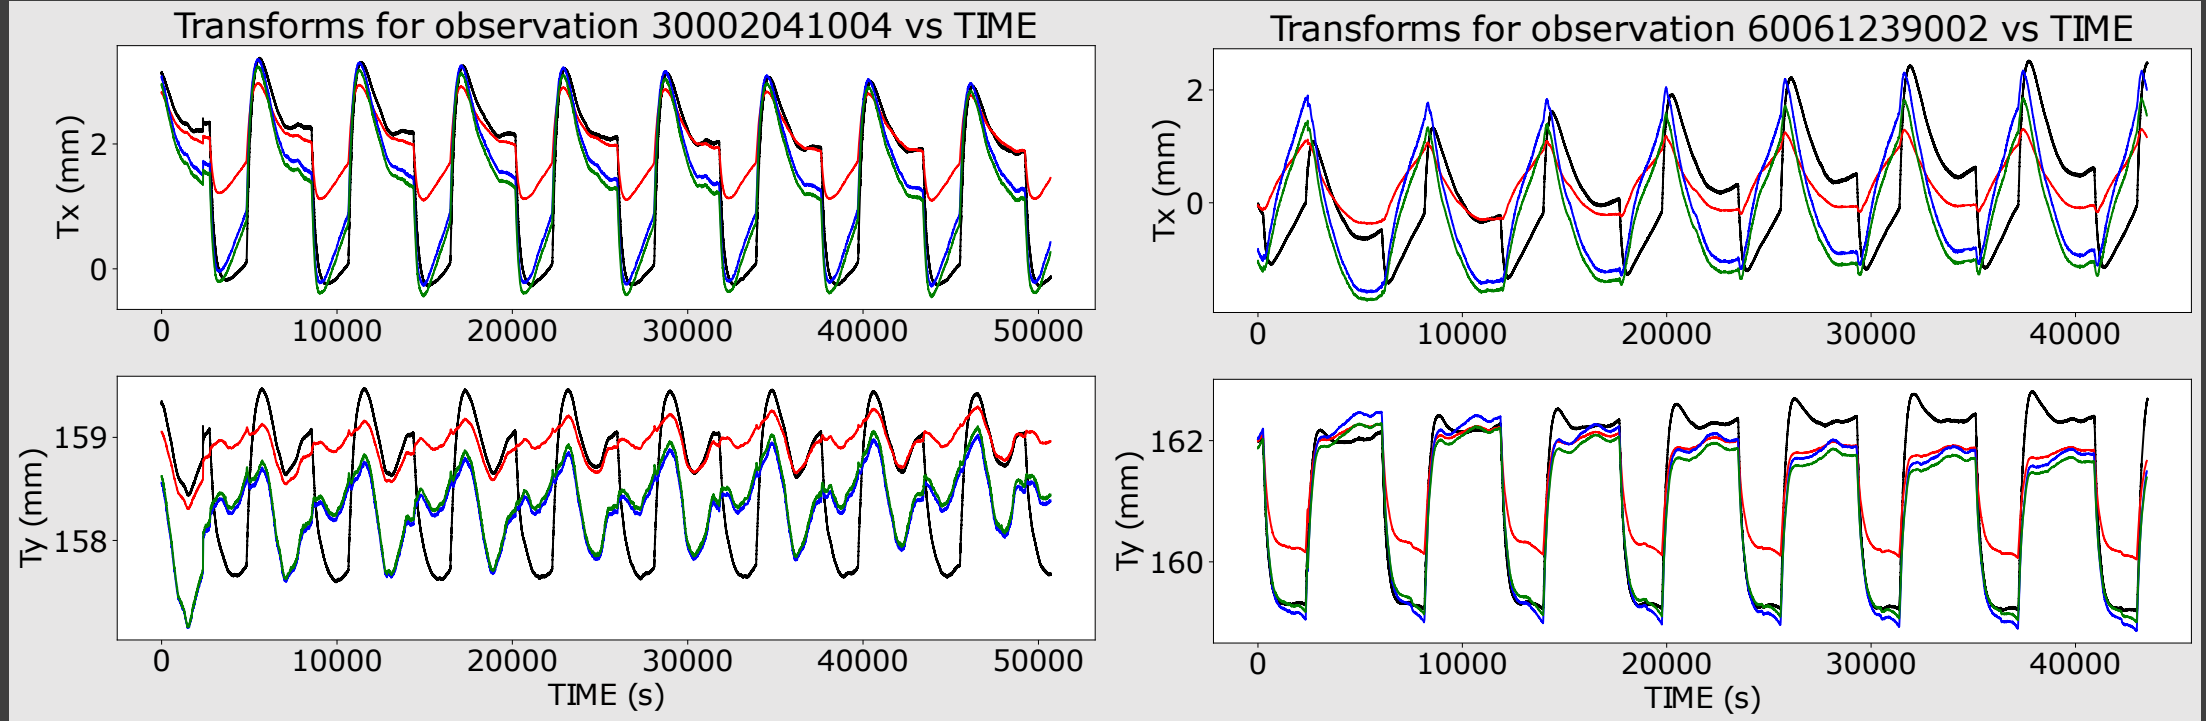 Transforms for observation 30002041004 vs TIME
Tx (mm)
2
0
0 10000 20000 30000 40000 50000
Ty (mm)
159
158
0 10000 20000 30000 40000 50000
TIME (s)
Transforms for observation 60061239002 vs TIME
Tx (mm)
2
0
0 10000 20000 30000 40000
Ty (mm)
162
160
0 10000 20000 30000 40000
TIME (s)